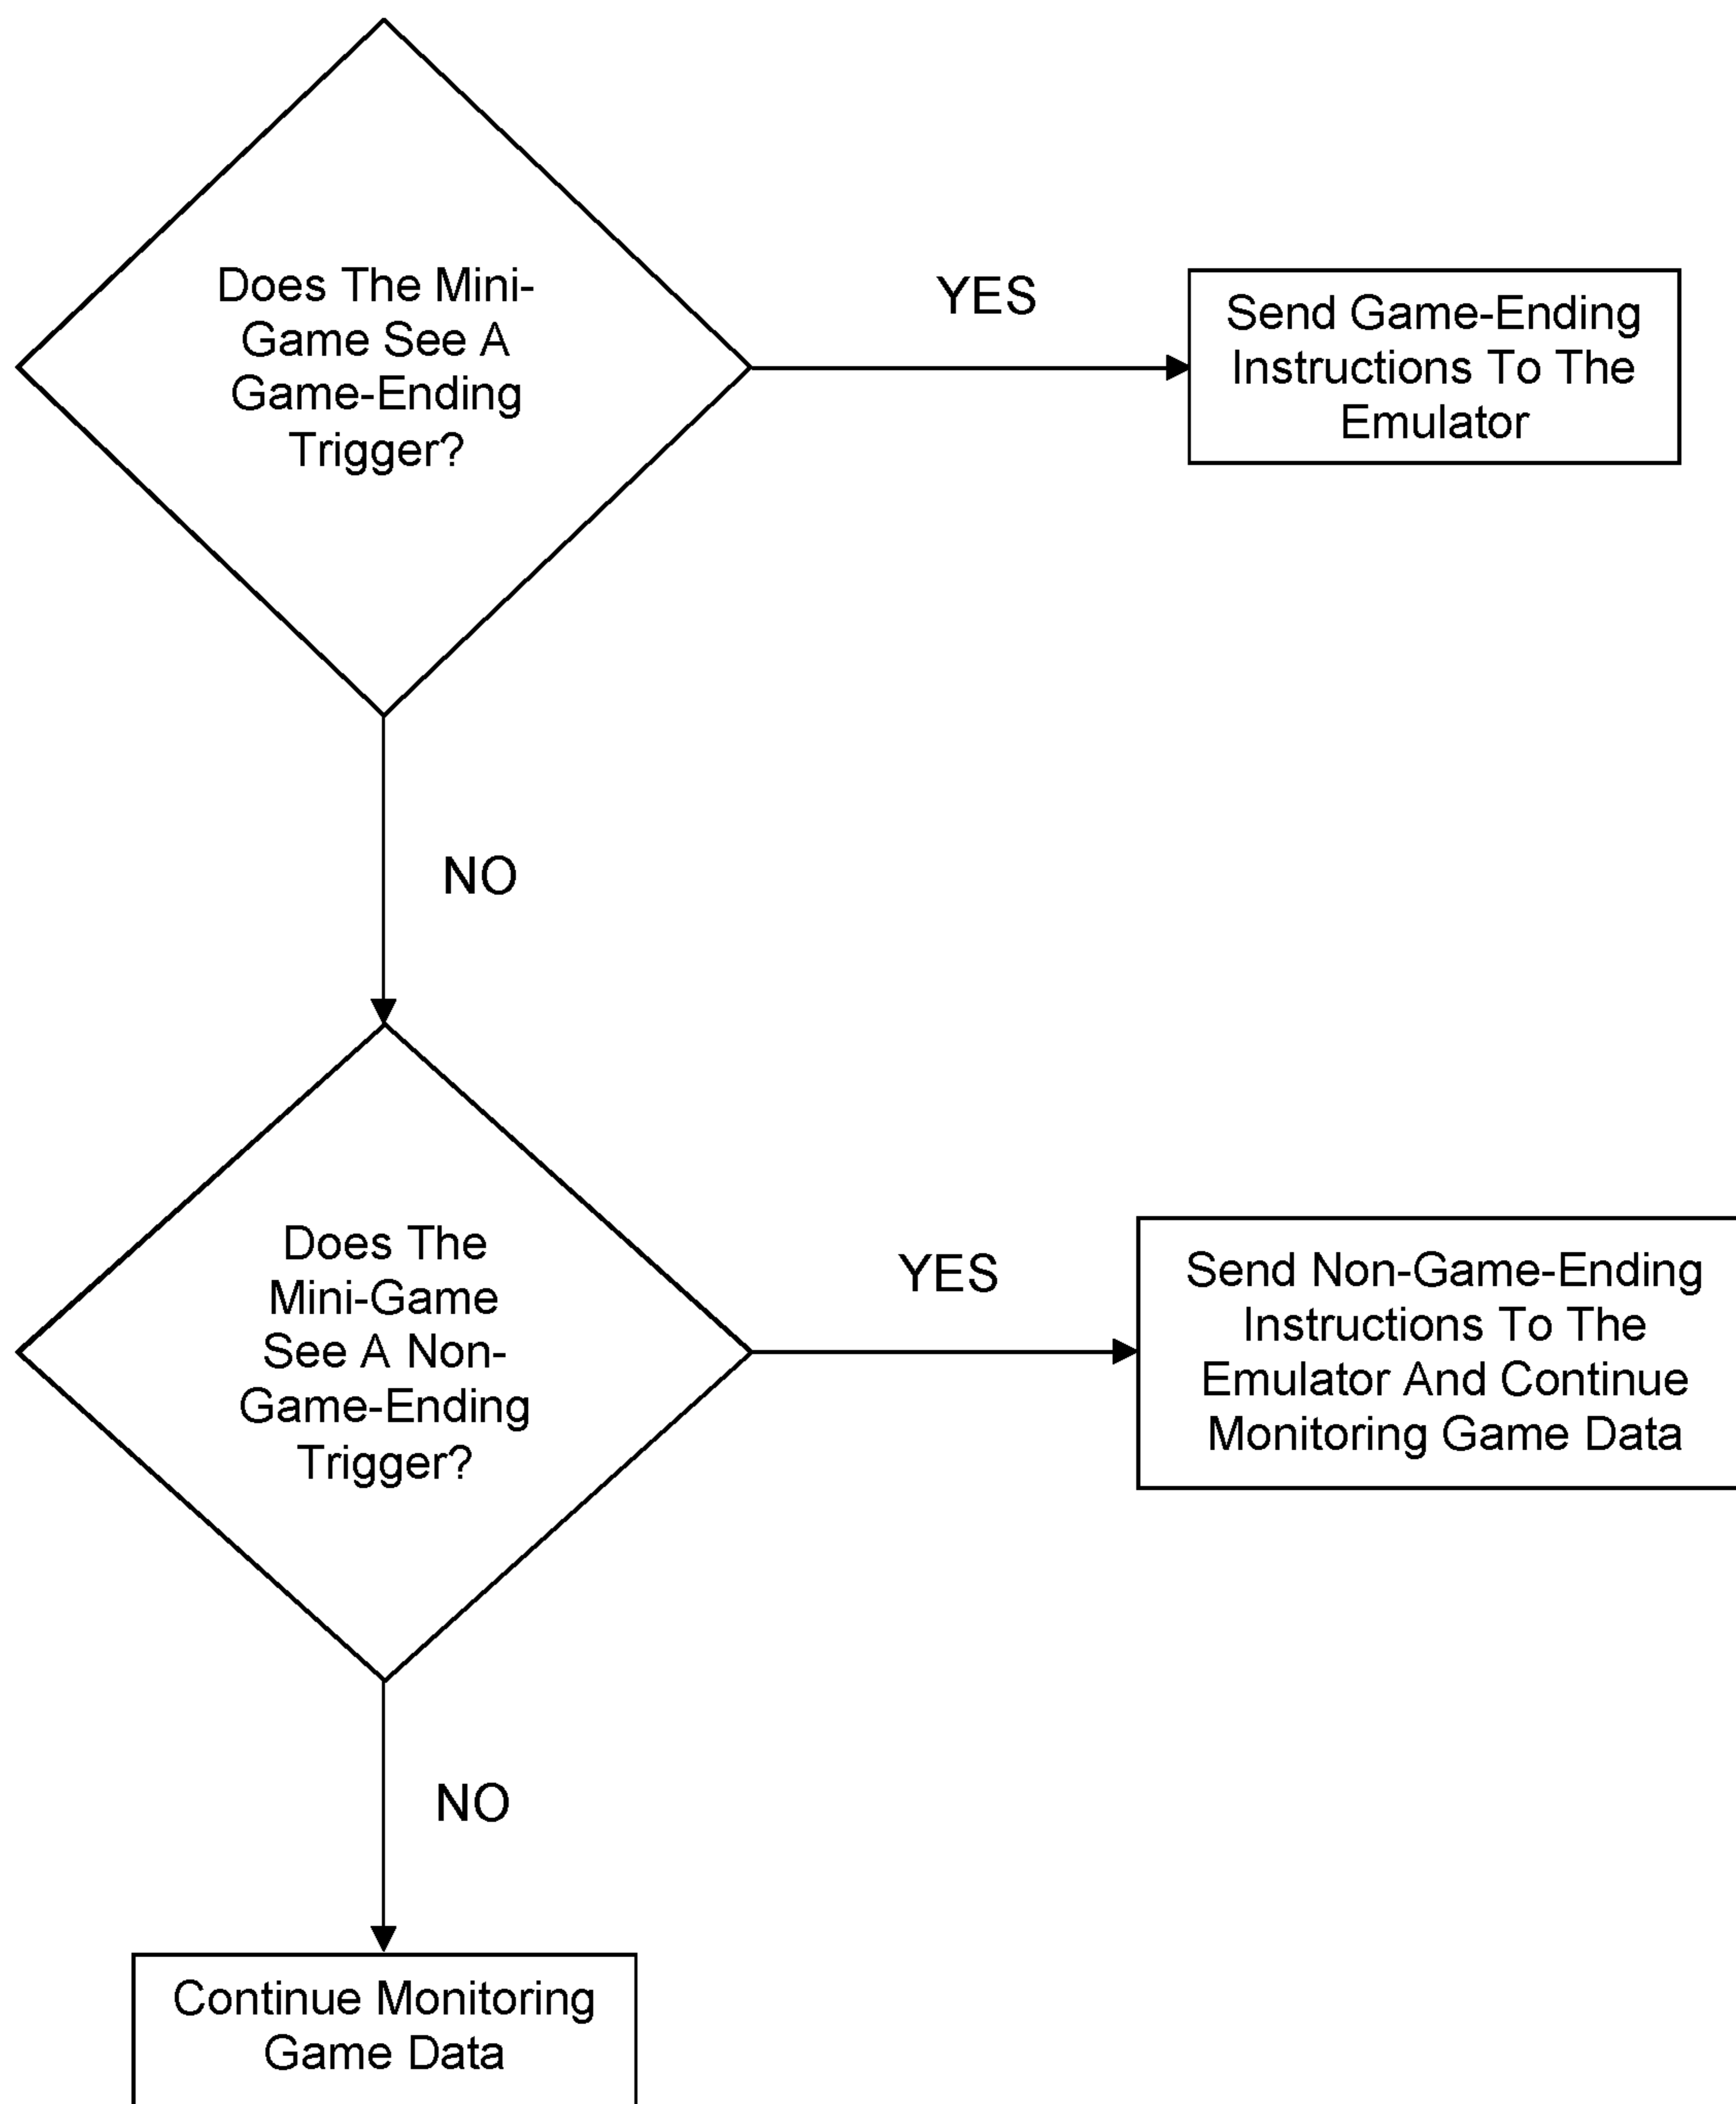 Does The Mini-
Game See A
Game-Ending
Trigger?
YES
Send Game-Ending
Instructions To The
Emulator
NO
Does The
Mini-Game
See A Non-
Game-Ending
Trigger?
YES
Send Non-Game-Ending
Instructions To The
Emulator And Continue
Monitoring Game Data
NO
Continue Monitoring
Game Data